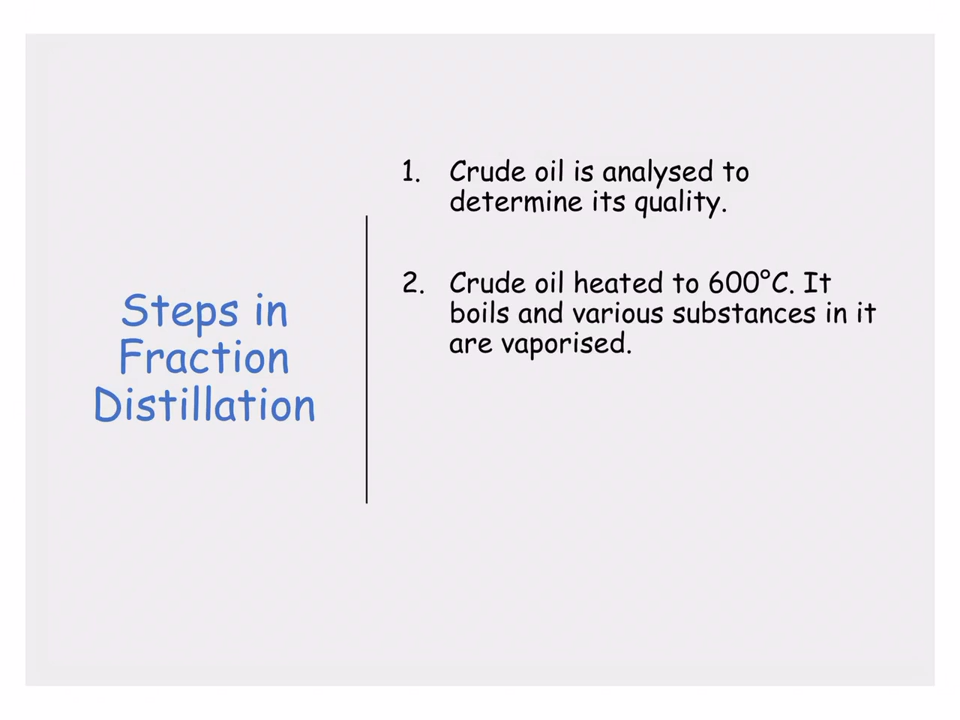 Steps in
Fraction
Distillation
1. Crude oil is analysed to
determine its quality.
2. Crude oil heated to 600°C. It
boils and various substances in it
are vaporised.